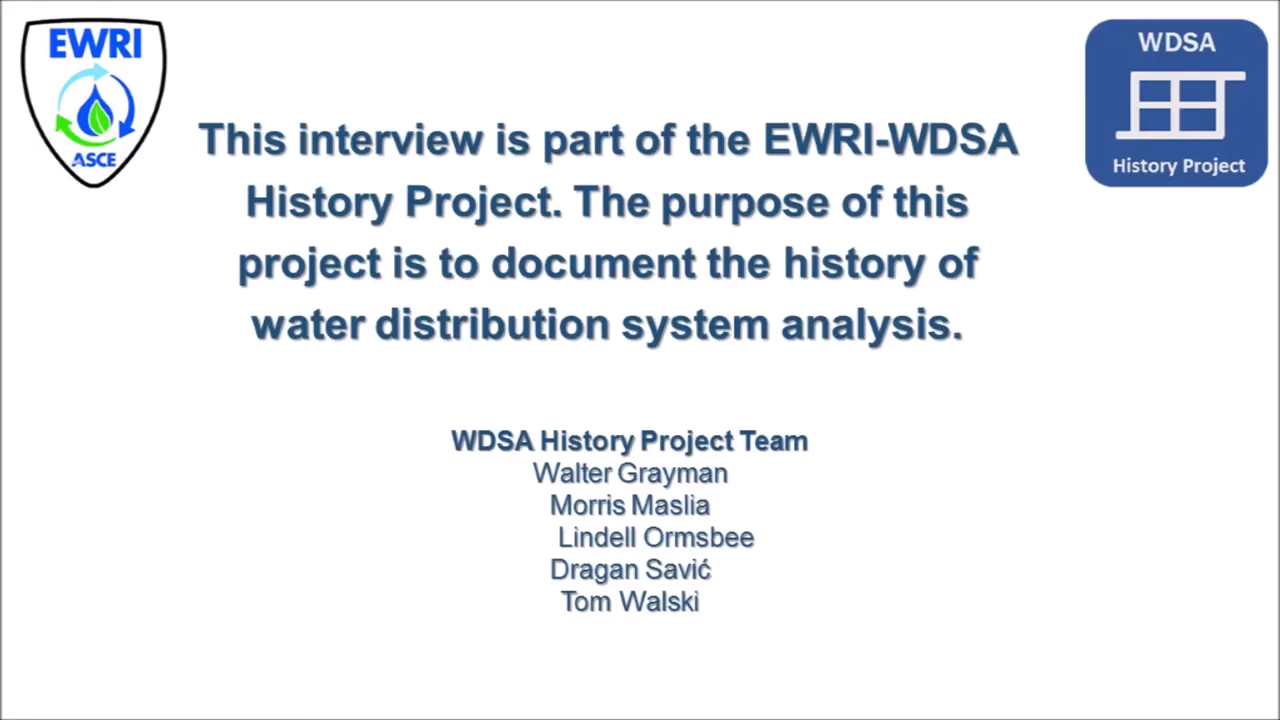 EWRI
ASCE
WDSA
History Project
This interview is part of the EWRI-WDSA
History Project. The purpose of this
project is to document the history of
water distribution system analysis.
WDSA History Project Team
Walter Grayman
Morris Maslia
Lindell Ormsbee
Dragan Savić
Tom Walski